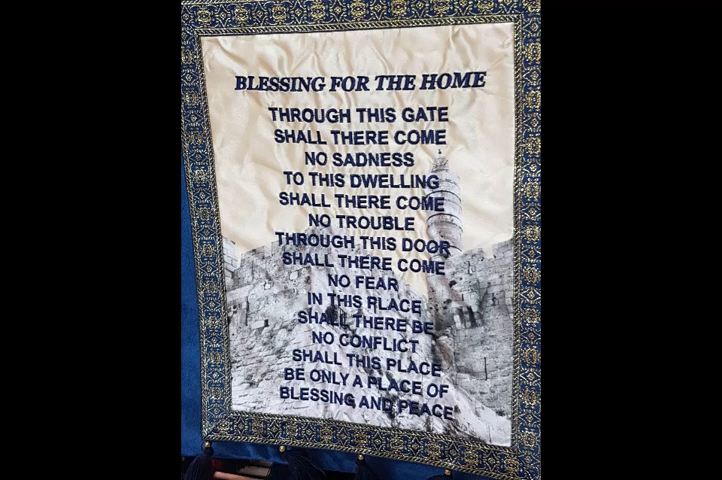 BLESSING FOR THE HOME
THROUGH THIS GATE
SHALL THERE COME
NO SADNESS
TO THIS DWELLING
SHALL THERE COME
NO TROUBLE
THROUGH THIS DOOR
SHALL THERE COME
NO FEAR
IN THIS PLACE
SHALL THERE BE
NO CONFLICT
SHALL THIS PLACE
BE ONLY A PLACE OF
BLESSING AND PEACE